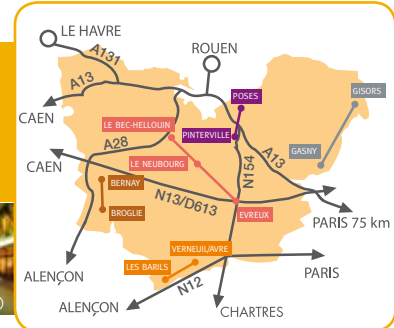 LE HAVRE
A131
ROUEN
A13
POSES
GISORS
CAEN
LE BEC-HELLOUIN
PINTERVILLE
A28
A13
CAEN
LE NEUBOURG
N154
GASNY
BERNAY
N13/D613
BROGLIE
EVREUX
PARIS 75 km
VERNEUIL/AVRE
LES BARILS
PARIS
ALENÇON
N12
ALENÇON
CHARTRES